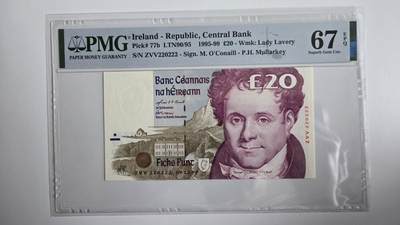 PMG
PAPER MONEY GUARANTY
Ireland - Republic, Central Bank
Pick# 77b LTN90/95 1995-99 £20 - Wmk: Lady Lavery
S/N ZVV220222 - Sign. M. O'Conaill - P.H. Mullarkey
67 EPQ
Superb Gem Unc
Banc Ceannais
na hÉireann
£20
Fiche Punt